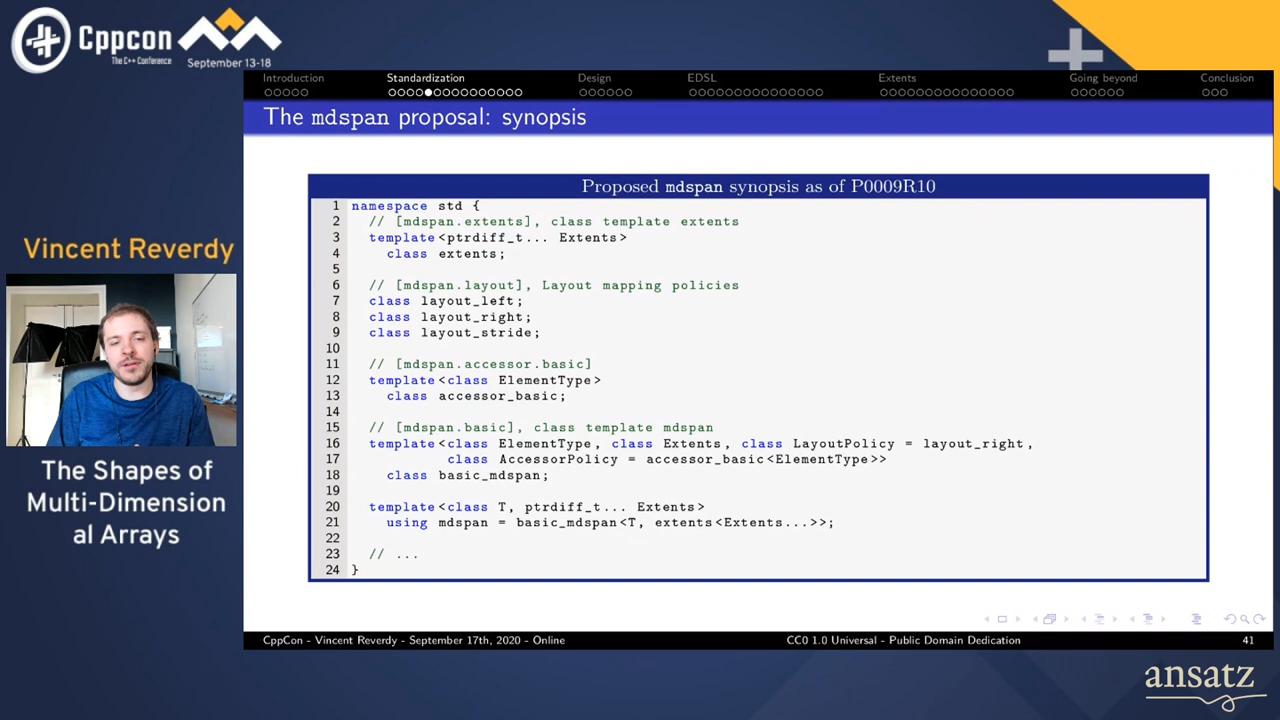 Cppcon
The C++ Conference
September 13-18
Introduction
Standardization
Design
EDSL
Extents
Going beyond
Conclusion
The mdspan proposal: synopsis
Proposed mdspan synopsis as of P0009R10
1 namespace std {
2 // [mdspan.extents], class template extents
3 template<ptrdiff_t... Extents>
4 class extents;
5
6 // [mdspan.layout], Layout mapping policies
7 class layout_left;
8 class layout_right;
9 class layout_stride;
10
11 // [mdspan.accessor.basic]
12 template<class ElementType>
13 class accessor_basic;
14
15 // [mdspan.basic], class template mdspan
16 template<class ElementType, class Extents, class LayoutPolicy = layout_right,
17 class AccessorPolicy = accessor_basic<ElementType>>
18 class basic_mdspan;
19
20 template<class T, ptrdiff_t... Extents>
21 using mdspan = basic_mdspan<T, extents<Extents...>>;
22
23 // ...
24 }
Vincent Reverdy
The Shapes of
Multi-Dimension
al Arrays
CppCon - Vincent Reverdy - September 17th, 2020 - Online
CC0 1.0 Universal - Public Domain Dedication
41
ansatz